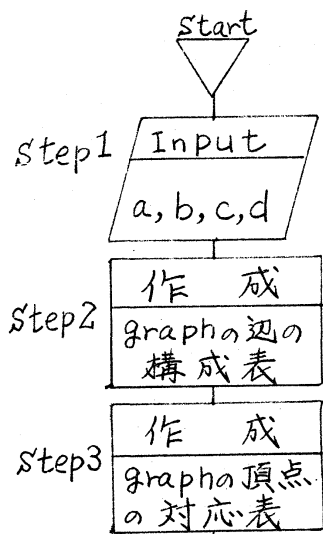 start
Step1
Input
a, b, c, d
Step2
作 成
graphの辺の
構成表
Step3
作 成
graphの頂点
の対応表